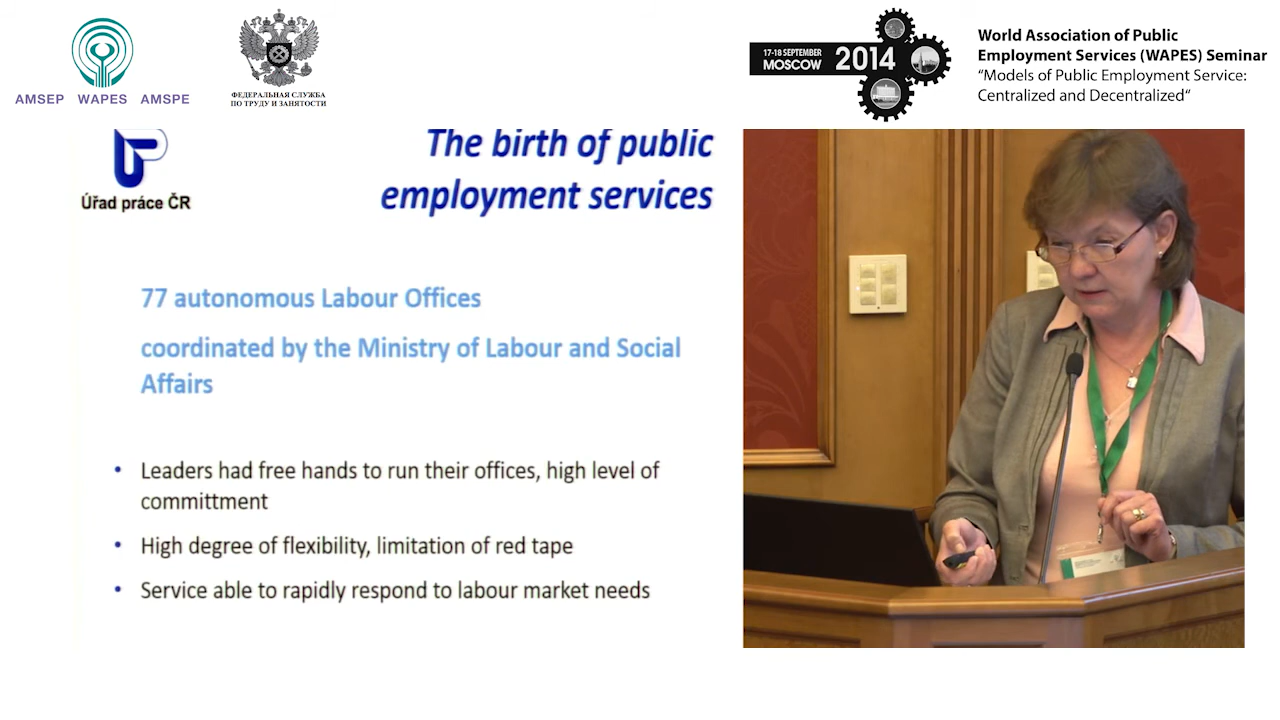 AMSEP WAPES AMSPE
ФЕДЕРАЛЬНАЯ СЛУЖБА
ПО ТРУДУ И ЗАНЯТОСТИ
17-18 SEPTEMBER
MOSCOW 2014
World Association of Public
Employment Services (WAPES) Seminar
“Models of Public Employment Service:
Centralized and Decentralized“
Úřad práce ČR
The birth of public
employment services
77 autonomous Labour Offices
coordinated by the Ministry of Labour and Social
Affairs
• Leaders had free hands to run their offices, high level of
committment
• High degree of flexibility, limitation of red tape
• Service able to rapidly respond to labour market needs